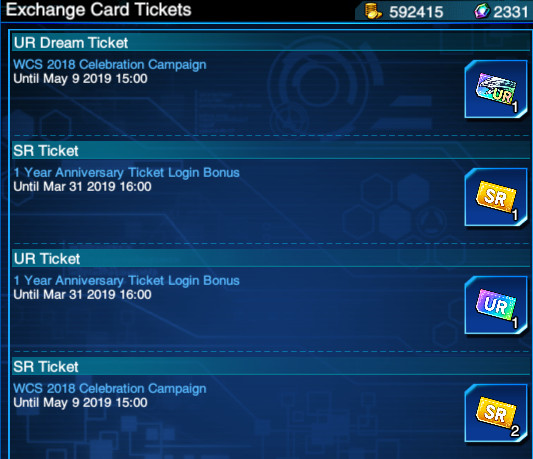 Exchange Card Tickets
592415
2331
UR Dream Ticket
WCS 2018 Celebration Campaign
Until May 9 2019 15:00
UR
1
SR Ticket
1 Year Anniversary Ticket Login Bonus
Until Mar 31 2019 16:00
SR
1
UR Ticket
1 Year Anniversary Ticket Login Bonus
Until Mar 31 2019 16:00
UR
1
SR Ticket
WCS 2018 Celebration Campaign
Until May 9 2019 15:00
SR
2